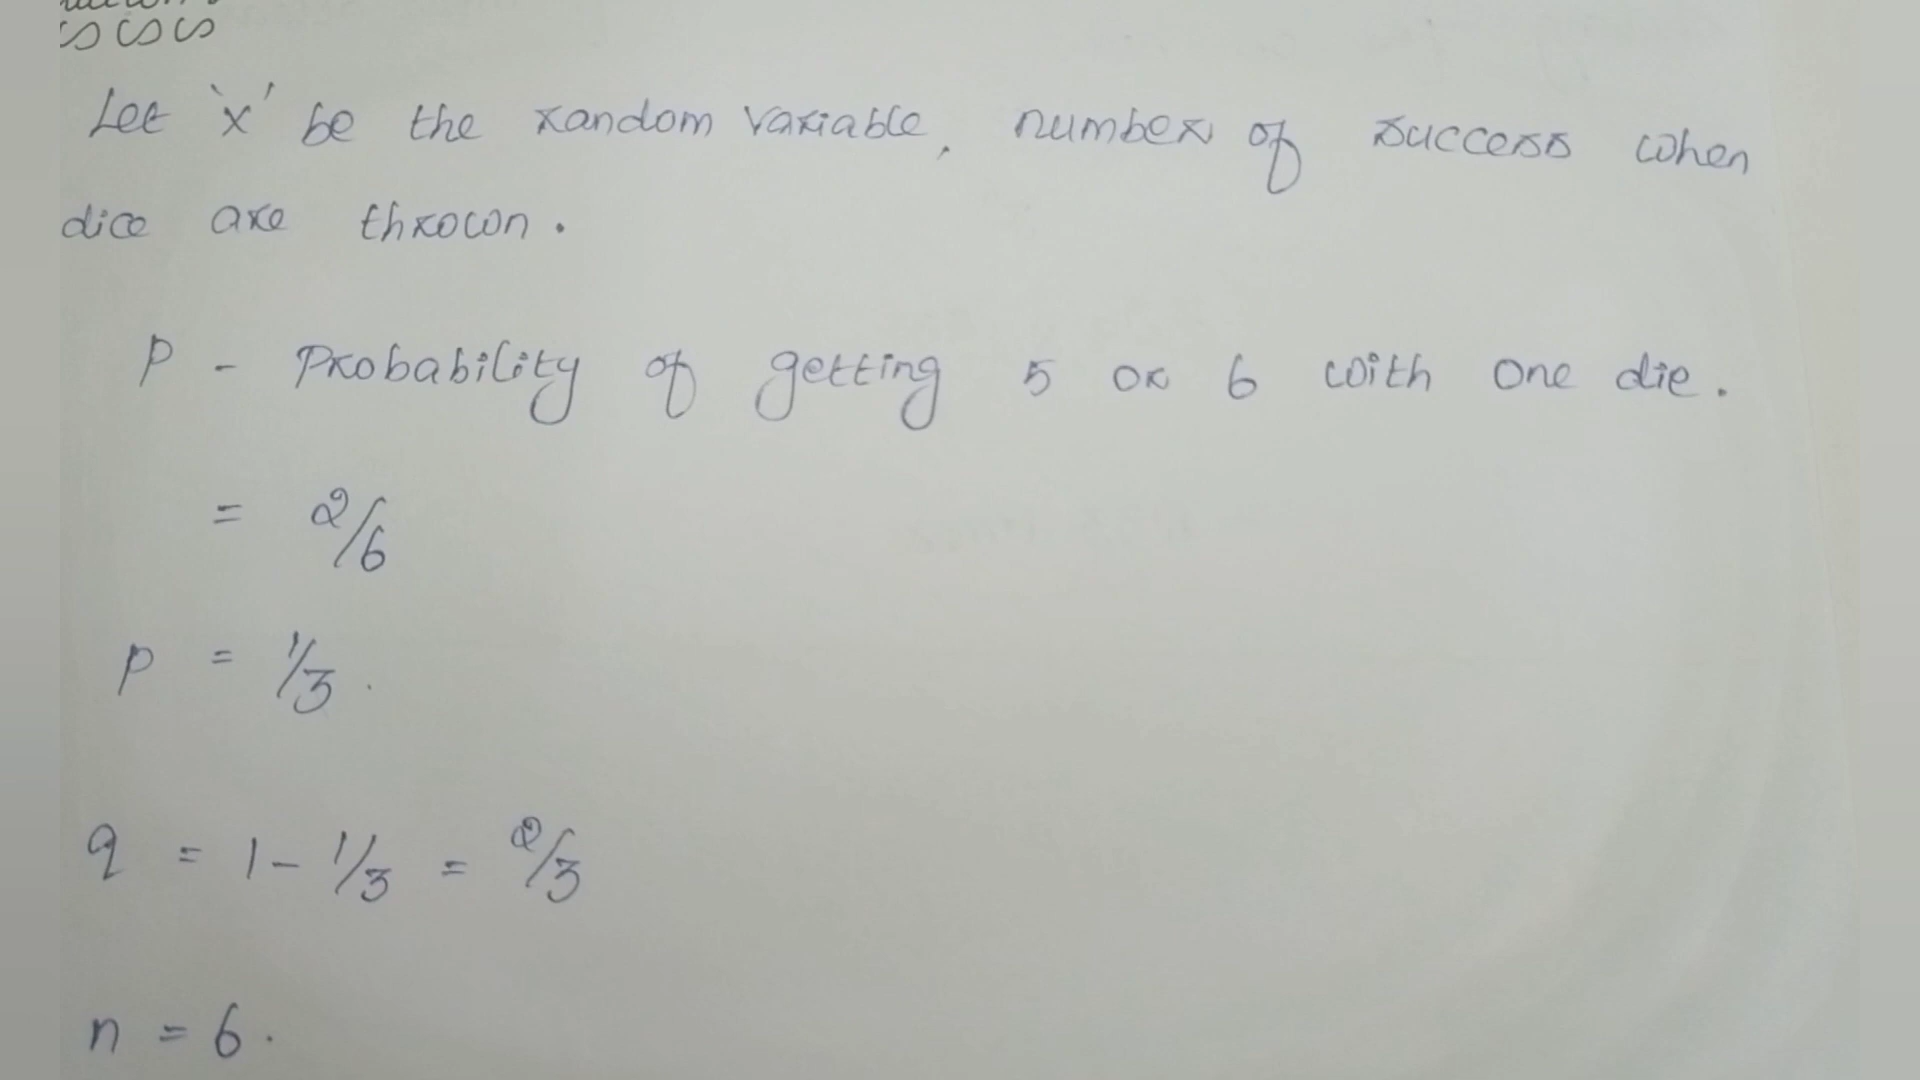 Let 'x' be the random variable, number of success when
dice are thrown.
P - Probability of getting 5 or 6 with one die.
= 2/6
P = 1/3.
q = 1 - 1/3 = 2/3
n = 6.